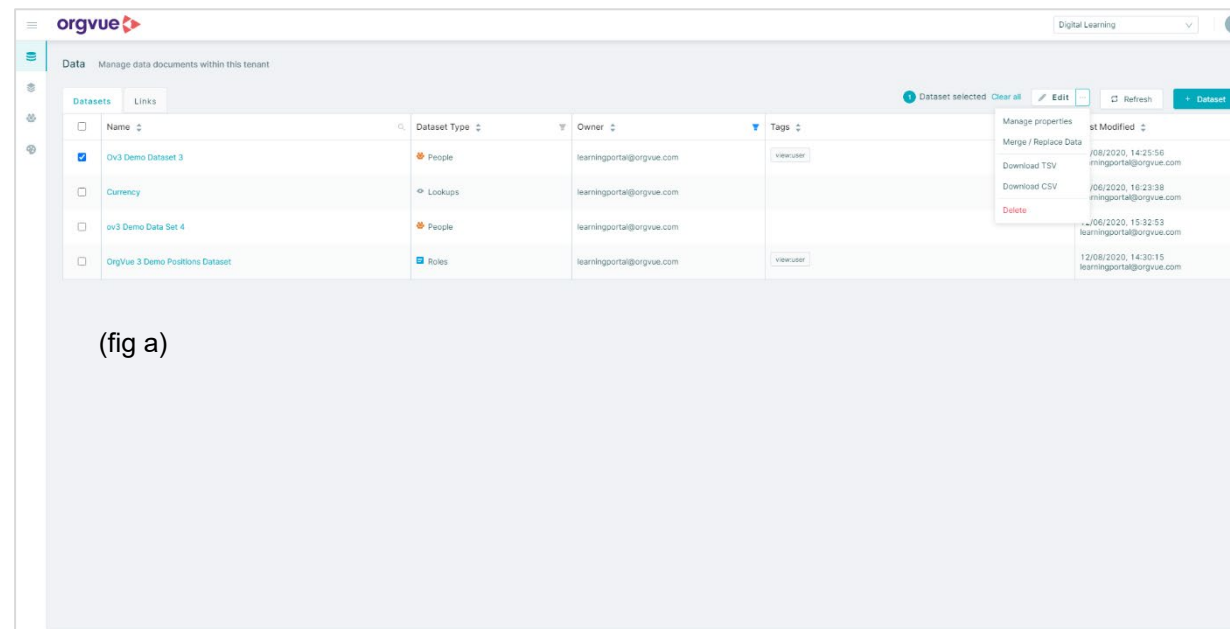 orgvue
Digital Learning
Data Manage data documents within this tenant
Datasets Links
1 Dataset selected Clear all Edit ... Refresh + Dataset
Name Dataset Type Owner Tags st Modified
Manage properties
Merge / Replace Data
Download TSV
Download CSV
Delete
Ov3 Demo Dataset 3 People learningportal@orgvue.com view:user /08/2020, 14:25:56
rningportal@orgvue.com
Currency Lookups learningportal@orgvue.com /06/2020, 16:23:38
rningportal@orgvue.com
ov3 Demo Data Set 4 People learningportal@orgvue.com /06/2020, 15:32:53
learningportal@orgvue.com
OrgVue 3 Demo Positions Dataset Roles learningportal@orgvue.com view:user 12/08/2020, 14:30:15
learningportal@orgvue.com
(fig a)